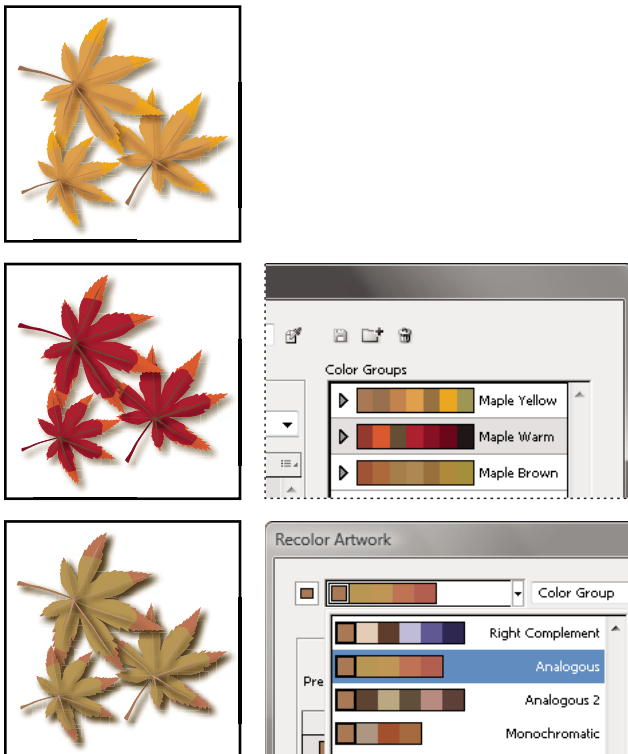 Color Groups
Maple Yellow
Maple Warm
Maple Brown
Recolor Artwork
Color Group
Right Complement
Pre
Analogous
Analogous 2
Monochromatic